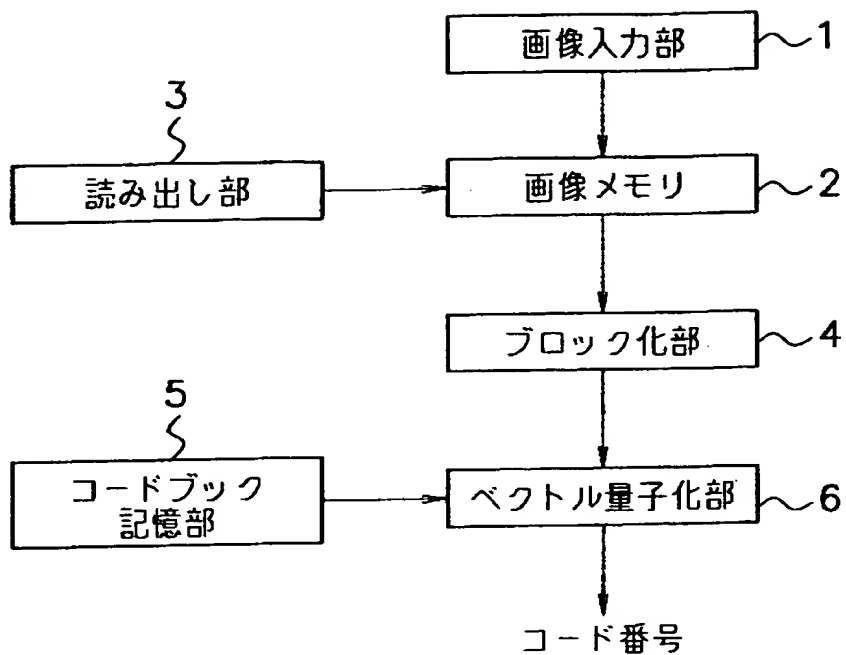 画像入力部
1
3
読み出し部
画像メモリ
2
ブロック化部
4
5
コードブック
記憶部
ベクトル量子化部
6
コード番号